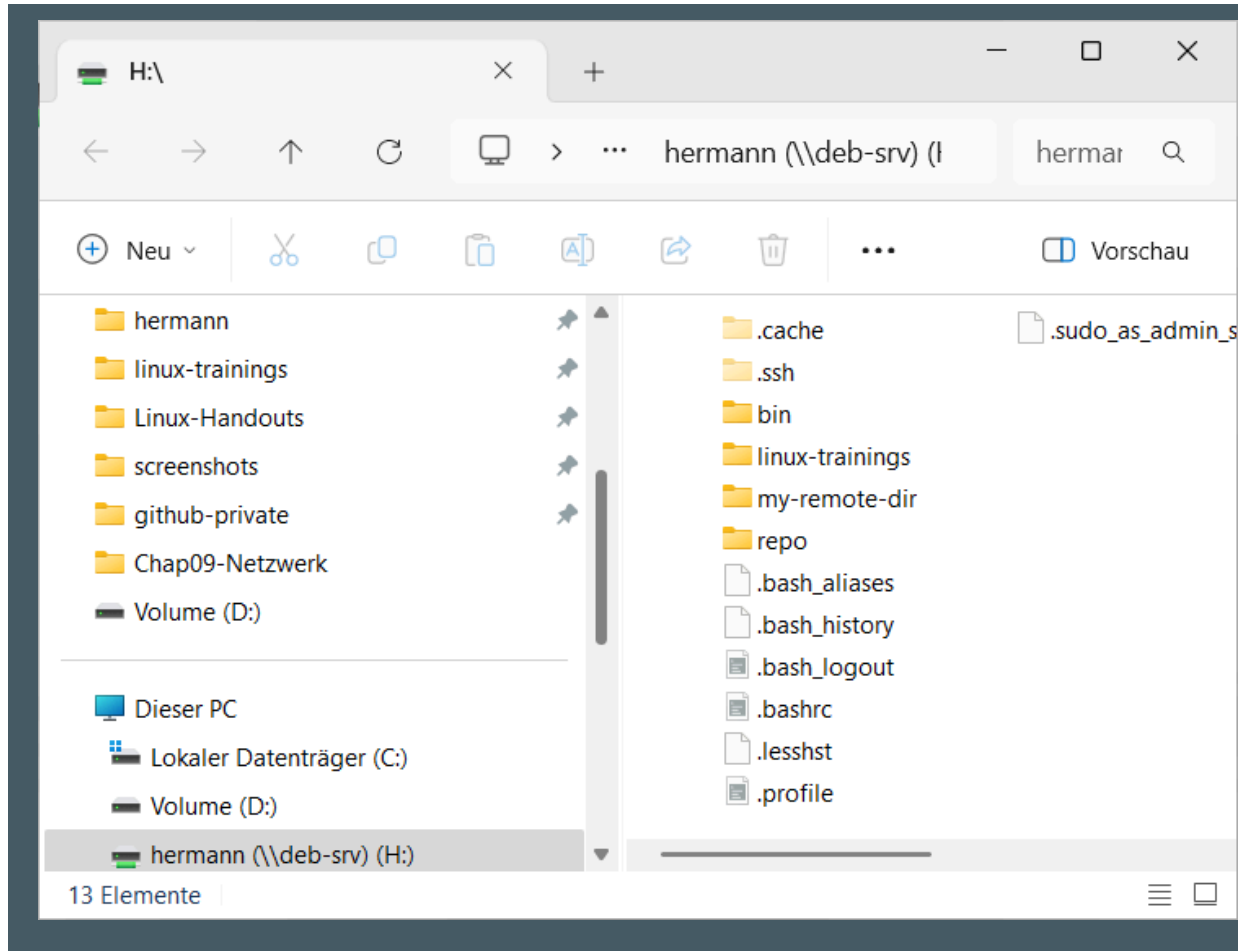 H:\
hermann (\\deb-srv) (H
hermar
Neu
Vorschau
hermann
linux-trainings
Linux-Handouts
screenshots
github-private
Chap09-Netzwerk
Volume (D:)
Dieser PC
Lokaler Datenträger (C:)
Volume (D:)
hermann (\\deb-srv) (H:)
.cache
.ssh
bin
linux-trainings
my-remote-dir
repo
.bash_aliases
.bash_history
.bash_logout
.bashrc
.lesshst
.profile
.sudo_as_admin_s
13 Elemente